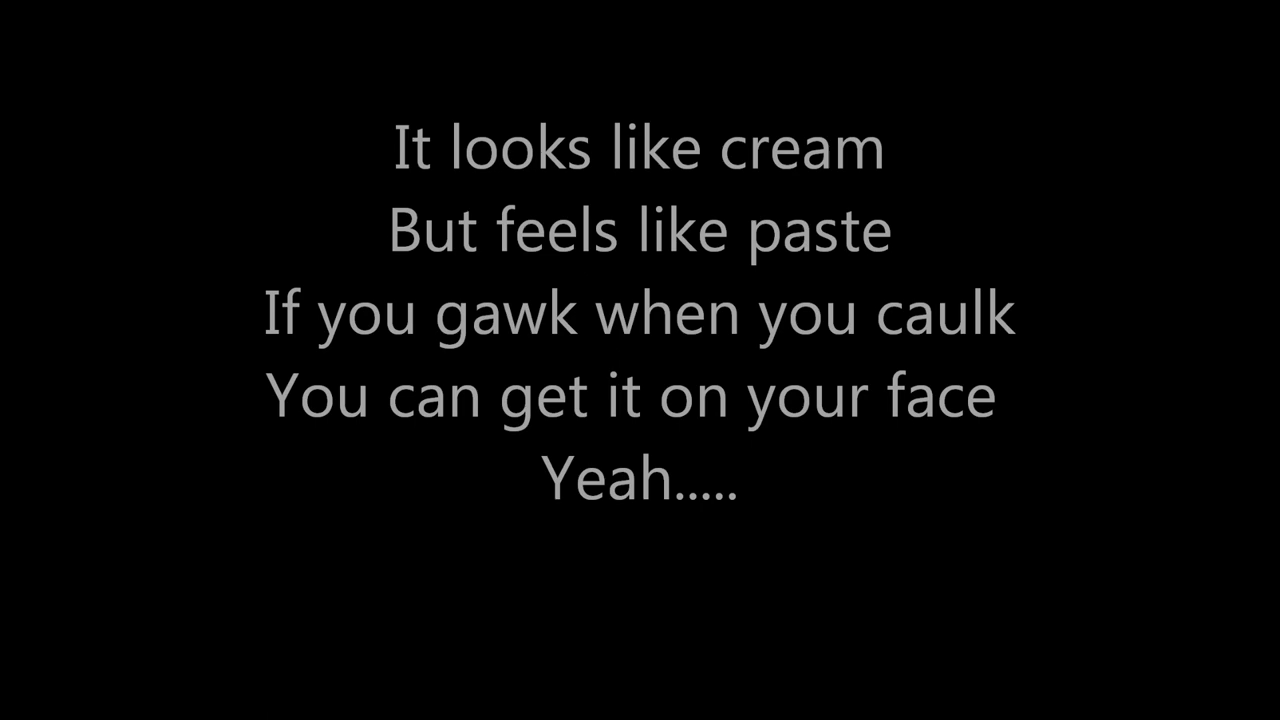 It looks like cream
But feels like paste
If you gawk when you caulk
You can get it on your face
Yeah.....